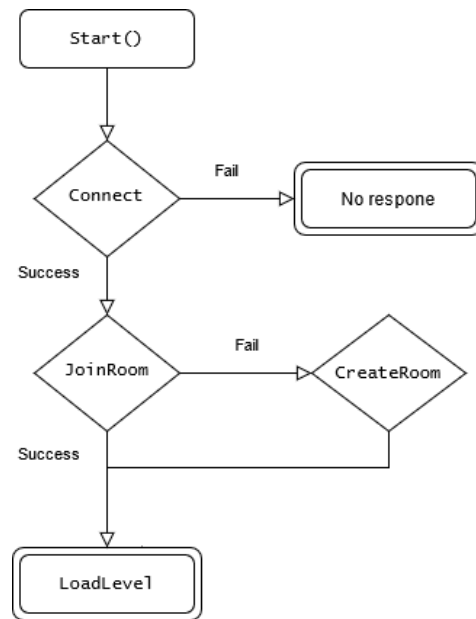 Start()
Connect
Fail
No respone
Success
JoinRoom
Fail
CreateRoom
Success
LoadLevel